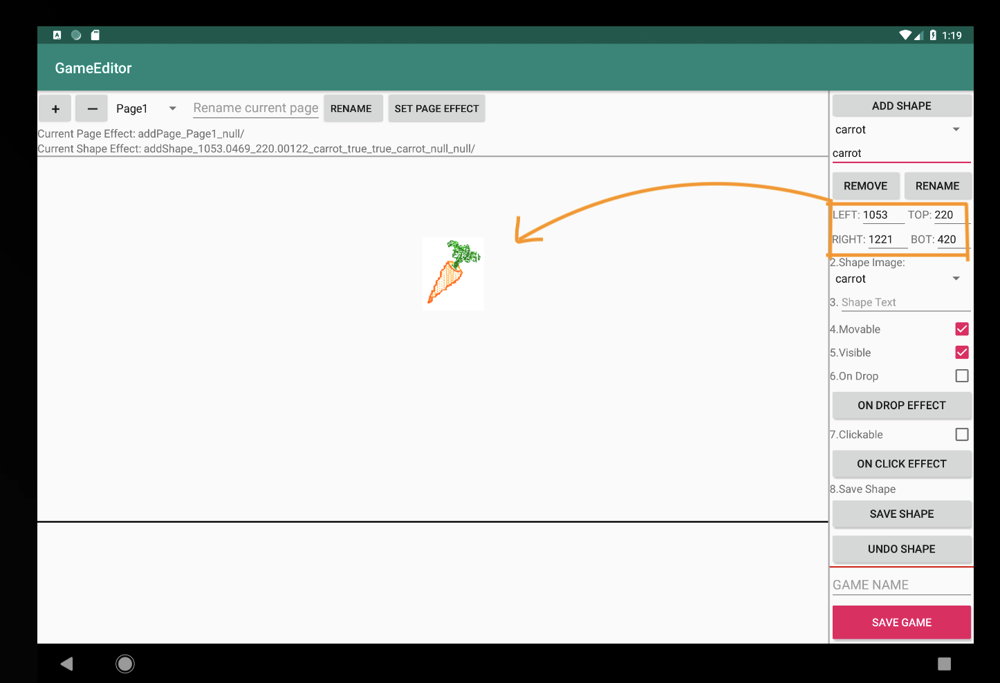 A
1:19
GameEditor
+ − Page1 Rename current page RENAME SET PAGE EFFECT
Current Page Effect: addPage_Page1_null/
Current Shape Effect: addShape_1053.0469_220.00122_carrot_true_true_carrot_null_null/
ADD SHAPE
carrot
carrot
REMOVE RENAME
LEFT: 1053 TOP: 220
RIGHT: 1221 BOT: 420
2.Shape Image:
carrot
3. Shape Text
4.Movable
5.Visible
6.On Drop
ON DROP EFFECT
7.Clickable
ON CLICK EFFECT
8.Save Shape
SAVE SHAPE
UNDO SHAPE
GAME NAME
SAVE GAME